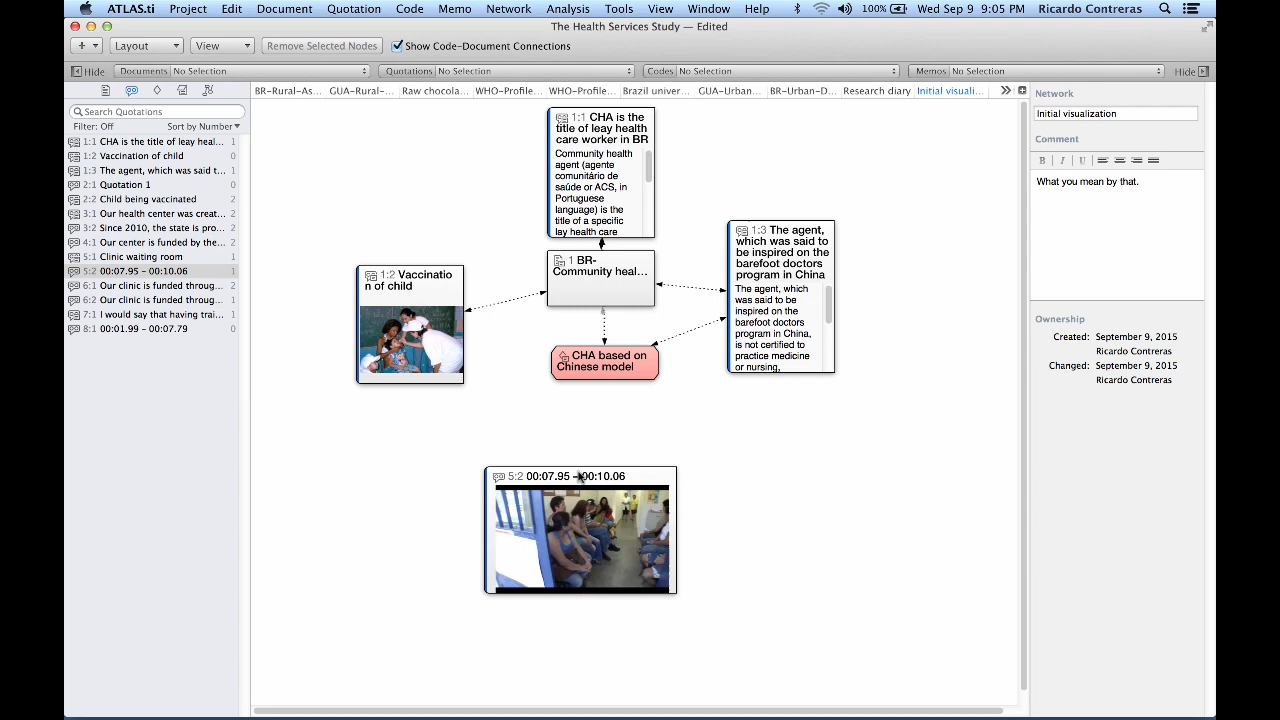 ATLAS.ti Project Edit Document Quotation Code Memo Network Analysis Tools View Window Help 100% Wed Sep 9 9:05 PM Ricardo Contreras
The Health Services Study — Edited
+ Layout View Remove Selected Nodes Show Code-Document Connections
Hide Documents No Selection Quotations No Selection Codes No Selection Memos No Selection Hide
BR-Rural-As... GUA-Rural-... Raw chocola... WHO-Profile... WHO-Profile... Brazil univer... GUA-Urban... BR-Urban-D... Research diary Initial visuali...
Search Quotations
Filter: Off Sort by Number
1:1 CHA is the title of leay heal... 1
1:2 Vaccination of child 0
1:3 The agent, which was said t... 1
2:1 Quotation 1 0
2:2 Child being vaccinated 2
3:1 Our health center was creat... 2
3:2 Since 2010, the state is pro... 2
4:1 Our center is funded by the... 2
5:1 Clinic waiting room 0
5:2 00:07.95 – 00:10.06 1
6:1 Our clinic is funded throug... 2
6:2 Our clinic is funded throug... 2
7:1 I would say that having trai... 1
8:1 00:01.99 – 00:07.79 0
1:1 CHA is the
title of leay health
care worker in BR
Community health
agent (agente
comunitário de
saúde or ACS, in
Portuguese
language) is the
title of a specific
lay health care
1 BR-
Community heal...
1:2 Vaccinatio
n of child
1:3 The agent,
which was said to
be inspired on the
barefoot doctors
program in China
The agent, which
was said to be
inspired on the
barefoot doctors
program in China,
is not certified to
practice medicine
or nursing,
CHA based on
Chinese model
5:2 00:07.95 – 00:10.06
Network
Initial visualization
Comment
B I U
What you mean by that.
Ownership
Created: September 9, 2015
Ricardo Contreras
Changed: September 9, 2015
Ricardo Contreras